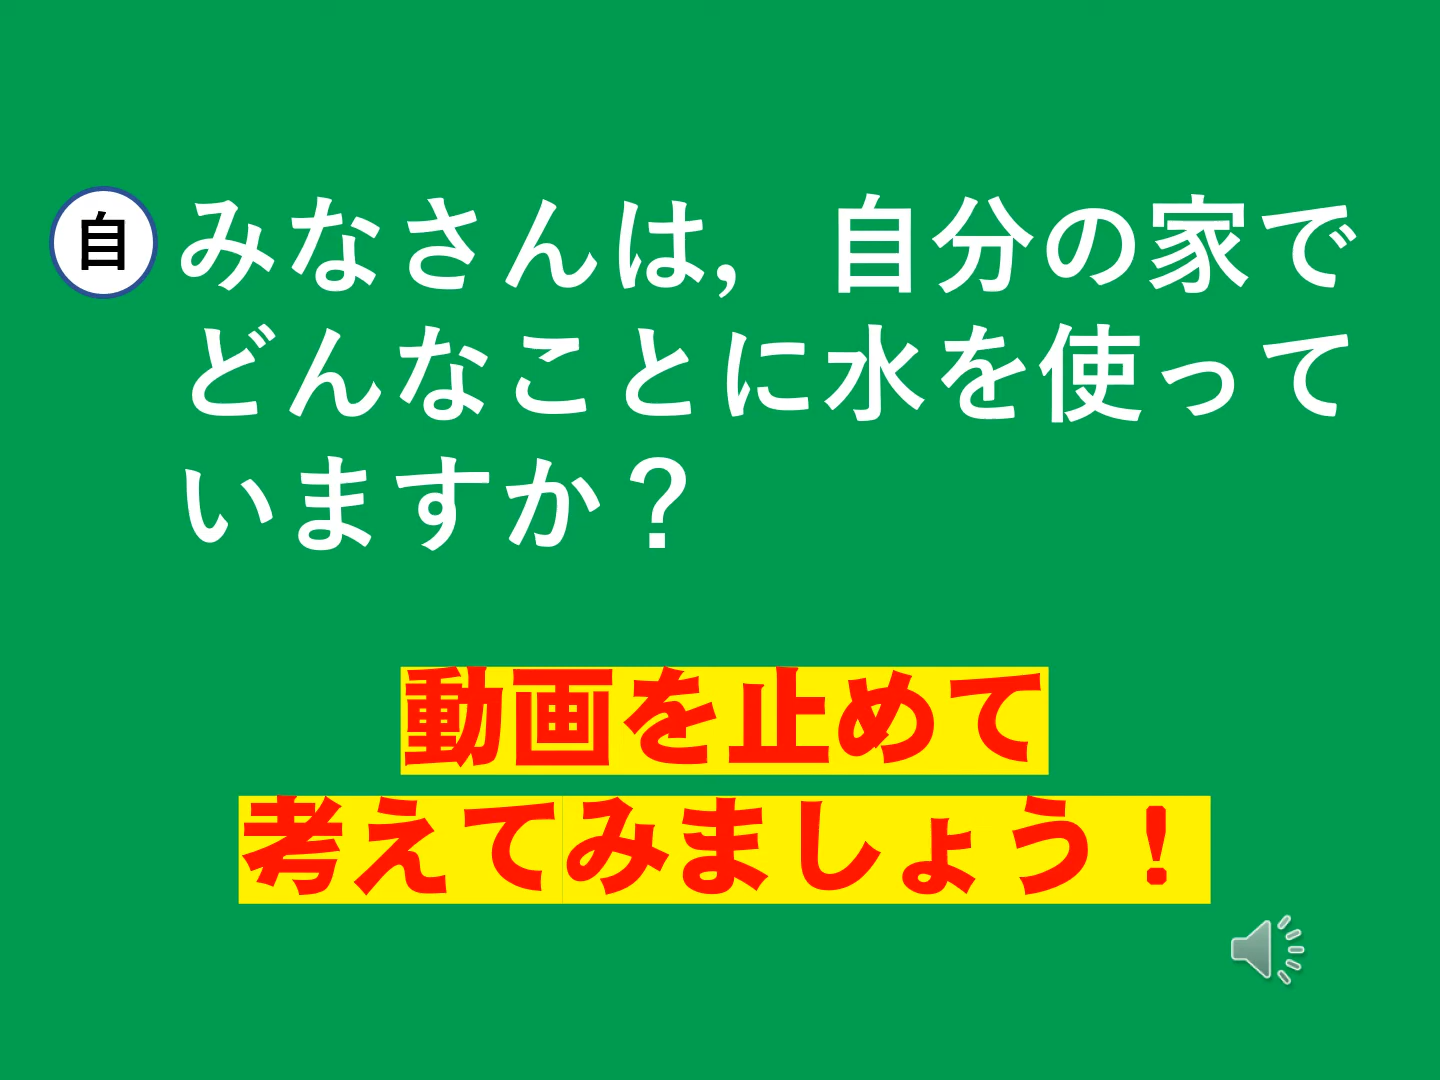 自 みなさんは，自分の家で
どんなことに水を使って
いますか？
動画を止めて
考えてみましょう！